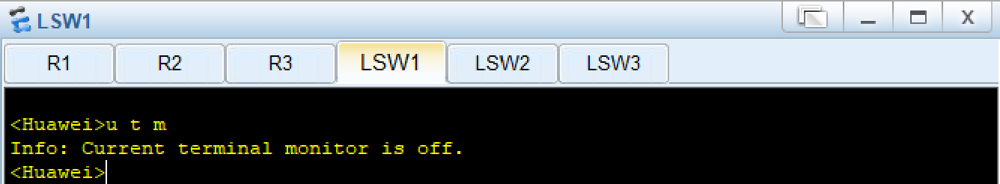 LSW1
X
R1 R2 R3 LSW1 LSW2 LSW3
<Huawei>u t m
Info: Current terminal monitor is off.
<Huawei>